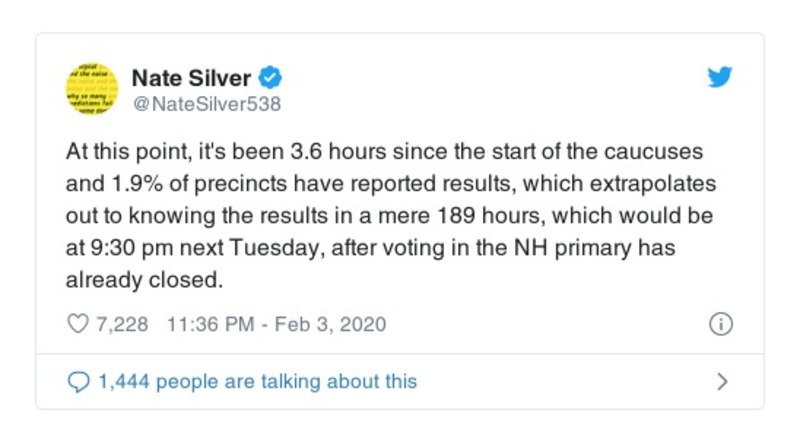 Nate Silver
@NateSilver538
At this point, it's been 3.6 hours since the start of the caucuses
and 1.9% of precincts have reported results, which extrapolates
out to knowing the results in a mere 189 hours, which would be
at 9:30 pm next Tuesday, after voting in the NH primary has
already closed.
7,228 11:36 PM - Feb 3, 2020
1,444 people are talking about this